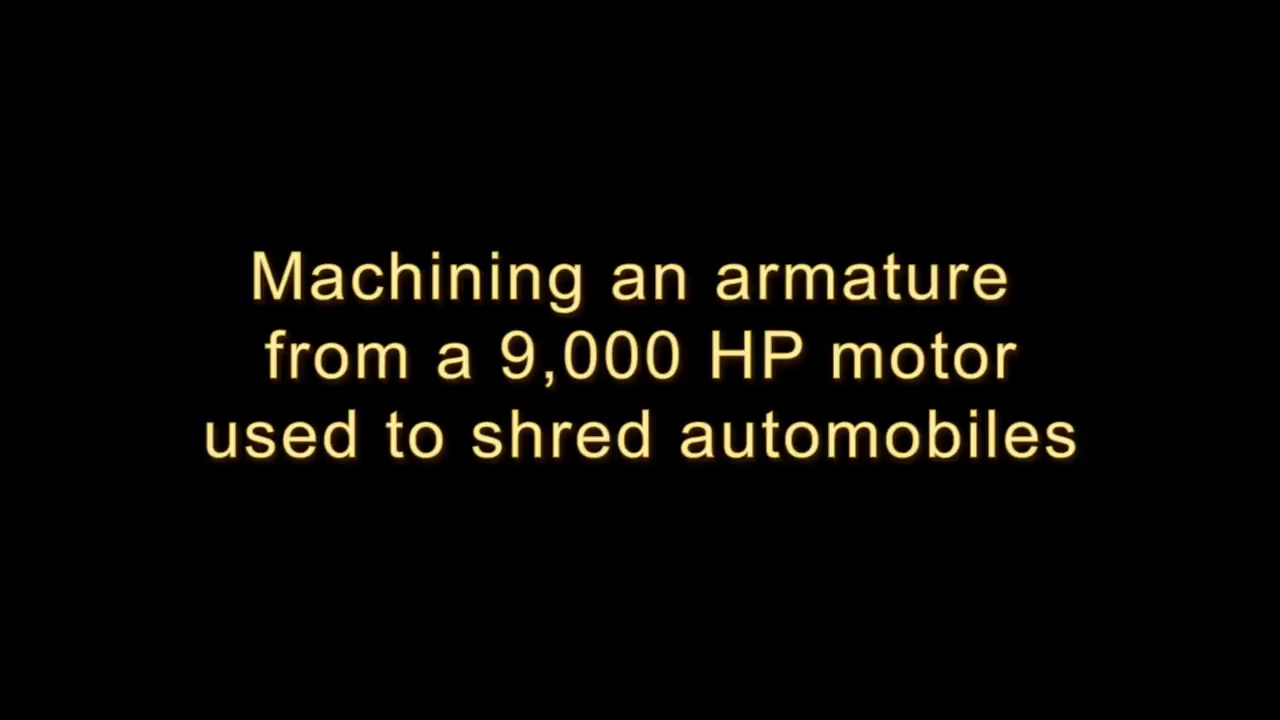 Machining an armature
from a 9,000 HP motor
used to shred automobiles